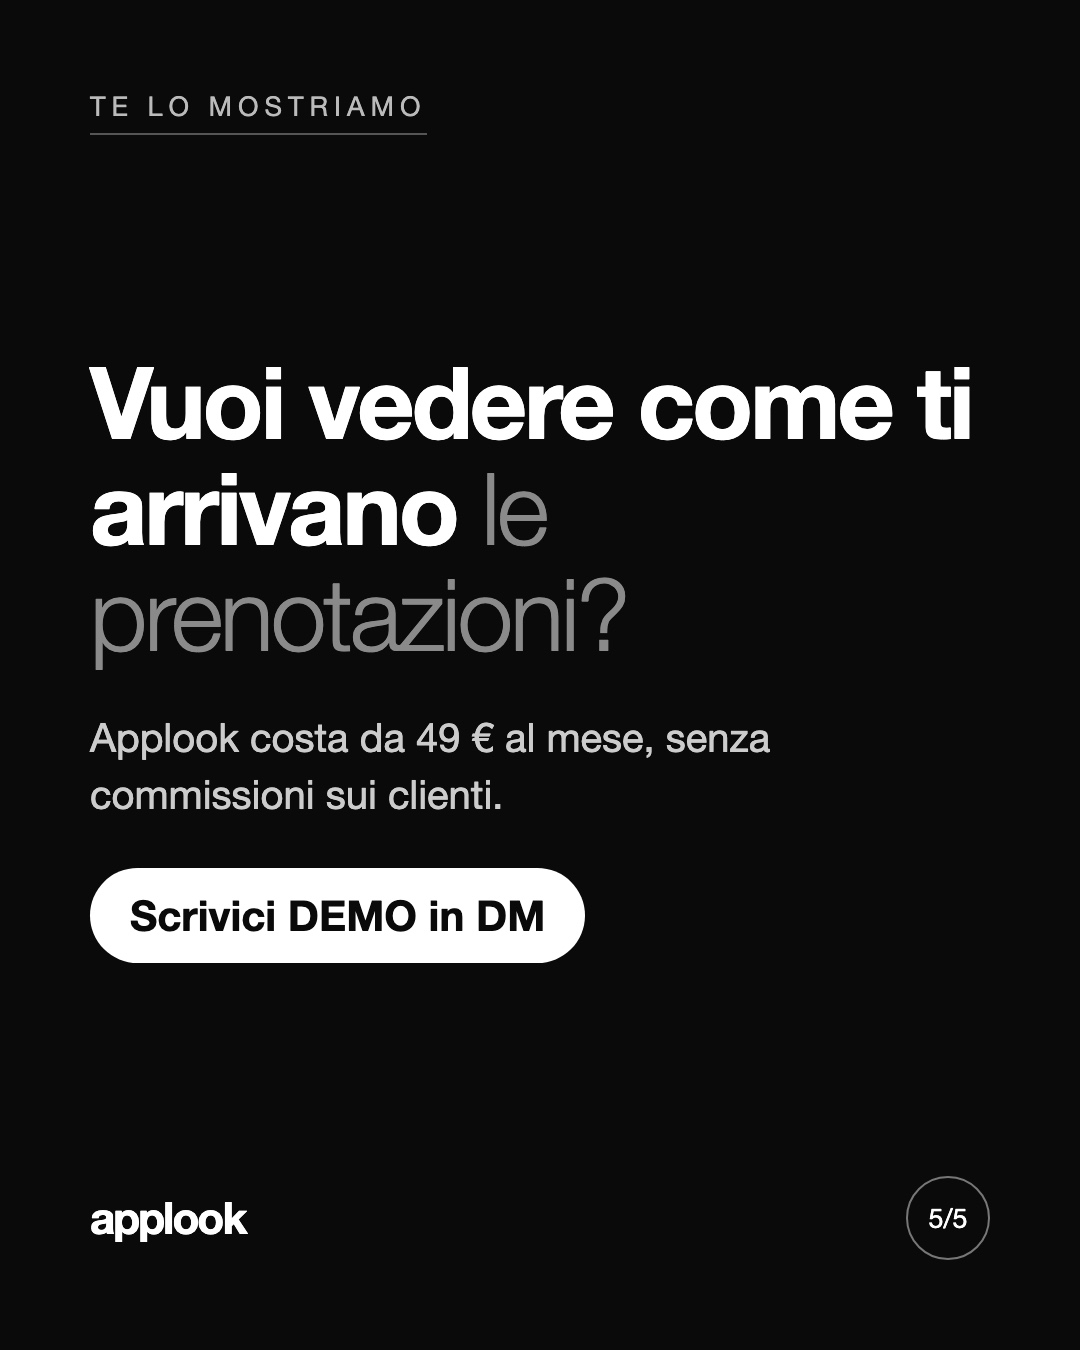 TE LO MOSTRIAMO
Vuoi vedere come ti
arrivano le
prenotazioni?
Applook costa da 49 € al mese, senza
commissioni sui clienti.
Scrivici DEMO in DM
applook
5/5